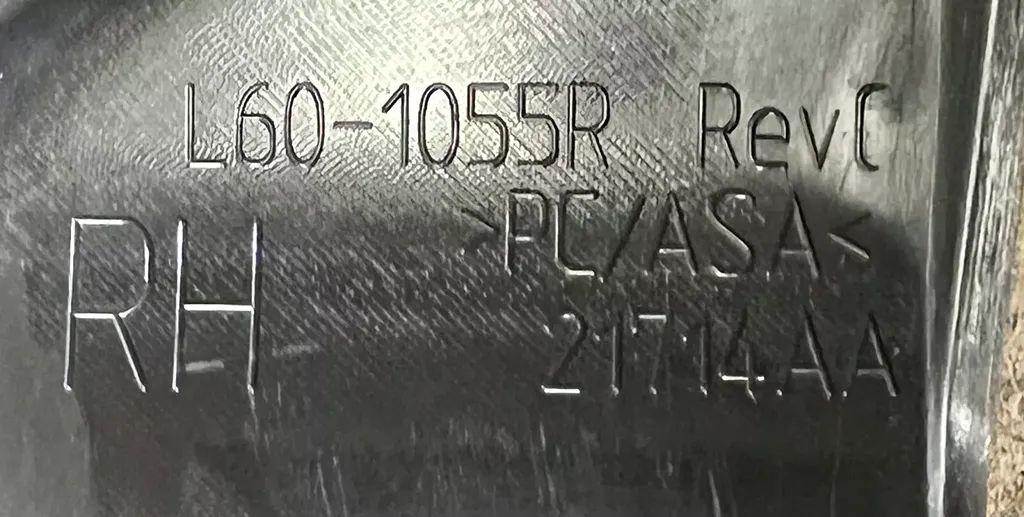 L60-1055R RevC
RH
>PC/ASA<
21714AA